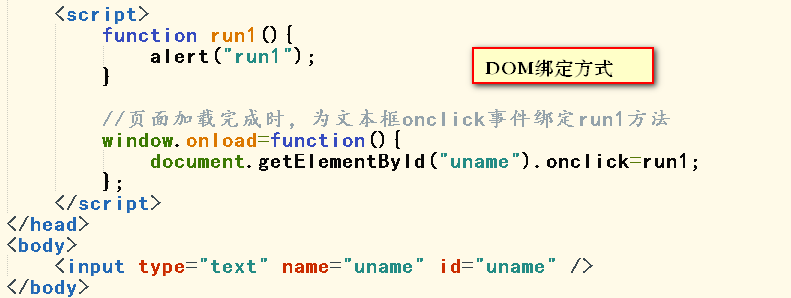 <script>
function run1(){
alert("run1");
}
DOM绑定方式
//页面加载完成时，为文本框onclick事件绑定run1方法
window.onload=function(){
document.getElementById("uname").onclick=run1;
};
</script>
</head>
<body>
<input type="text" name="uname" id="uname" />
</body>